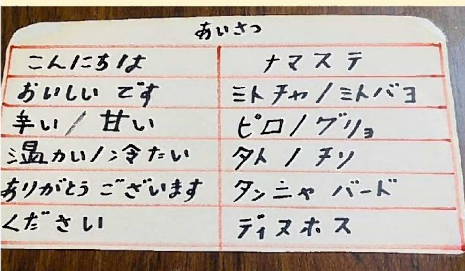 あいさつ
こんにちは ナマステ
おいしいです ミトチャ/ミトバヨ
辛い/甘い ピロ/グリョ
温かい/冷たい タト/チソ
ありがとうございます ダンニャバード
ください ディヌホス